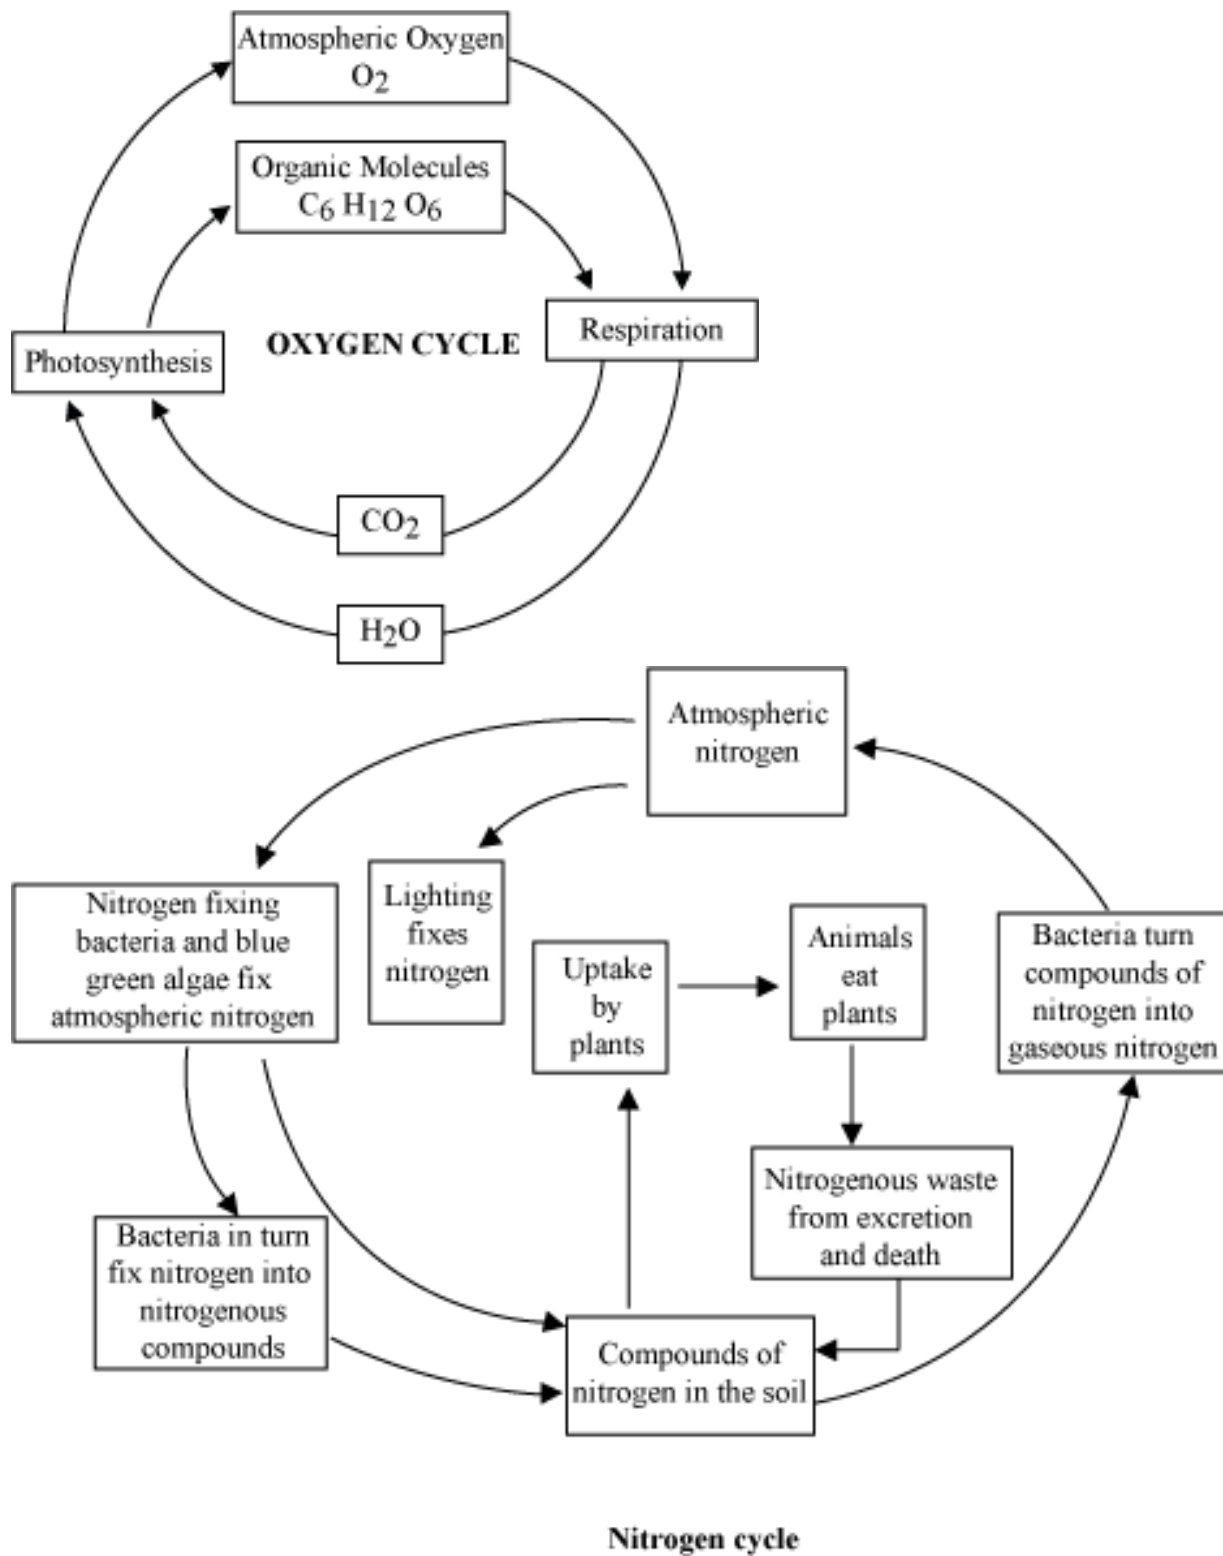 Atmospheric Oxygen
O2
Organic Molecules
C6 H12 O6
Respiration
OXYGEN CYCLE
Photosynthesis
CO2
H2O
Atmospheric
nitrogen
Nitrogen fixing
bacteria and blue
green algae fix
atmospheric nitrogen
Lighting
fixes
nitrogen
Uptake
by
plants
Animals
eat
plants
Bacteria turn
compounds of
nitrogen into
gaseous nitrogen
Nitrogenous waste
from excretion
and death
Bacteria in turn
fix nitrogen into
nitrogenous
compounds
Compounds of
nitrogen in the soil
Nitrogen cycle